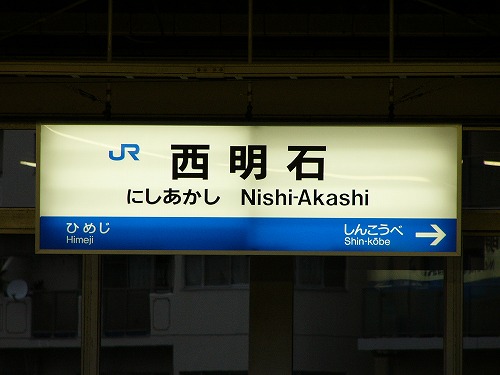 JR 西明石
にしあかし Nishi-Akashi
ひめじ しんこうべ →
Himeji Shin-kōbe